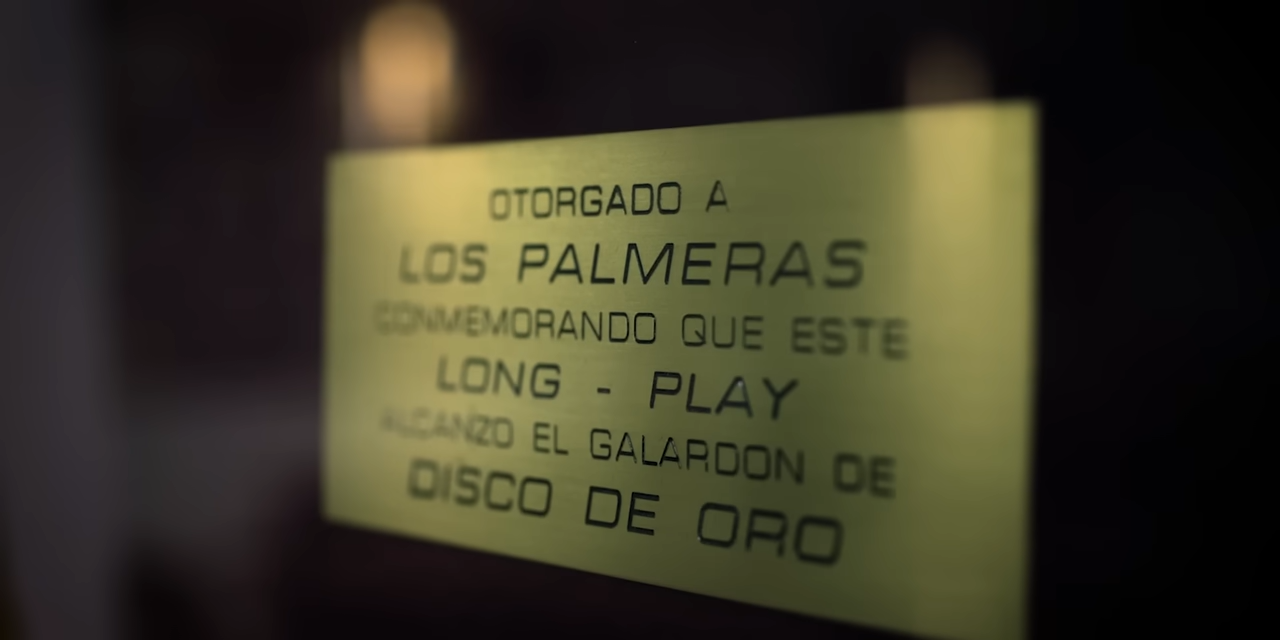 OTORGADO A
LOS PALMERAS
CONMEMORANDO QUE ESTE
LONG - PLAY
ALCANZO EL GALARDON DE
DISCO DE ORO